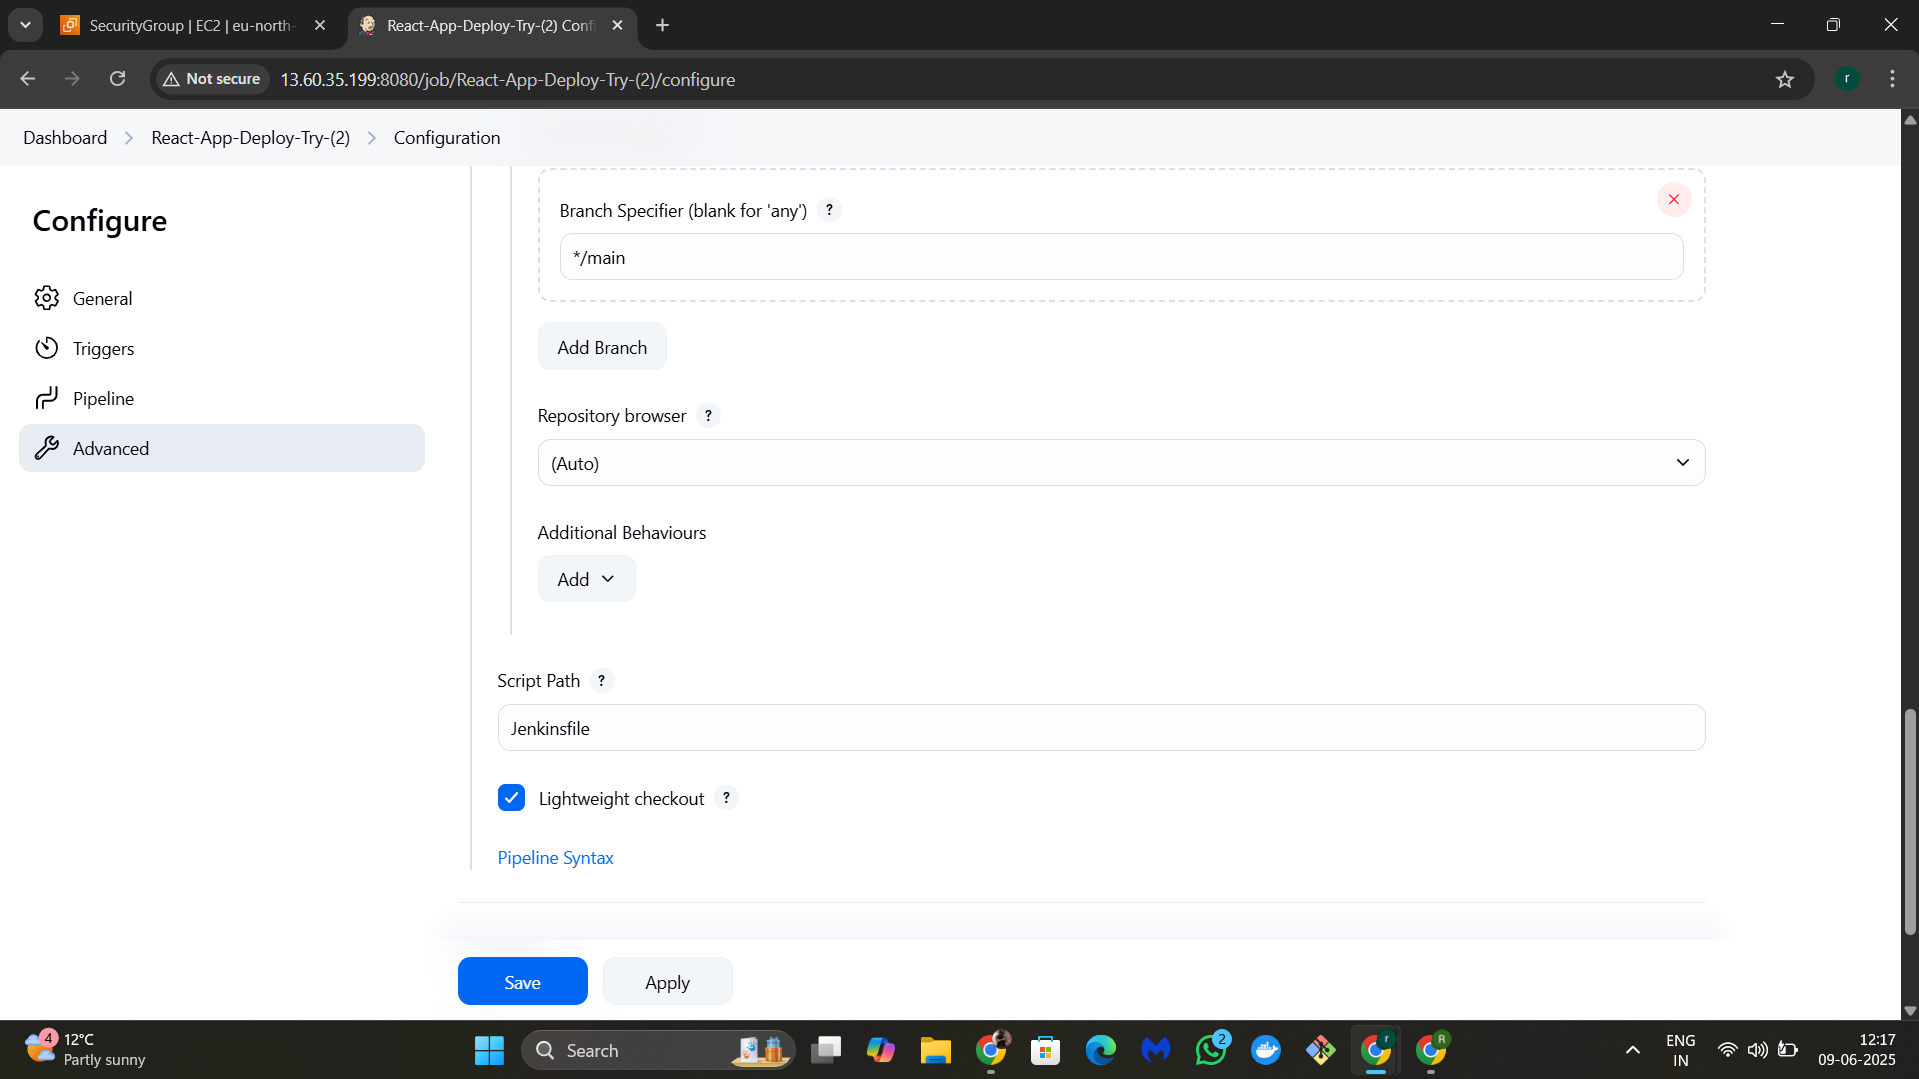 SecurityGroup | EC2 | eu-north-
React-App-Deploy-Try-(2) Confi
Not secure
13.60.35.199:8080/job/React-App-Deploy-Try-(2)/configure
r
Dashboard
React-App-Deploy-Try-(2)
Configuration
Configure
General
Triggers
Pipeline
Advanced
Branch Specifier (blank for 'any') ?
*/main
Add Branch
Repository browser ?
(Auto)
Additional Behaviours
Add
Script Path ?
Jenkinsfile
Lightweight checkout ?
Pipeline Syntax
Save
Apply
4
12°C
Partly sunny
Search
2
r
R
ENG
IN
12:17
09-06-2025